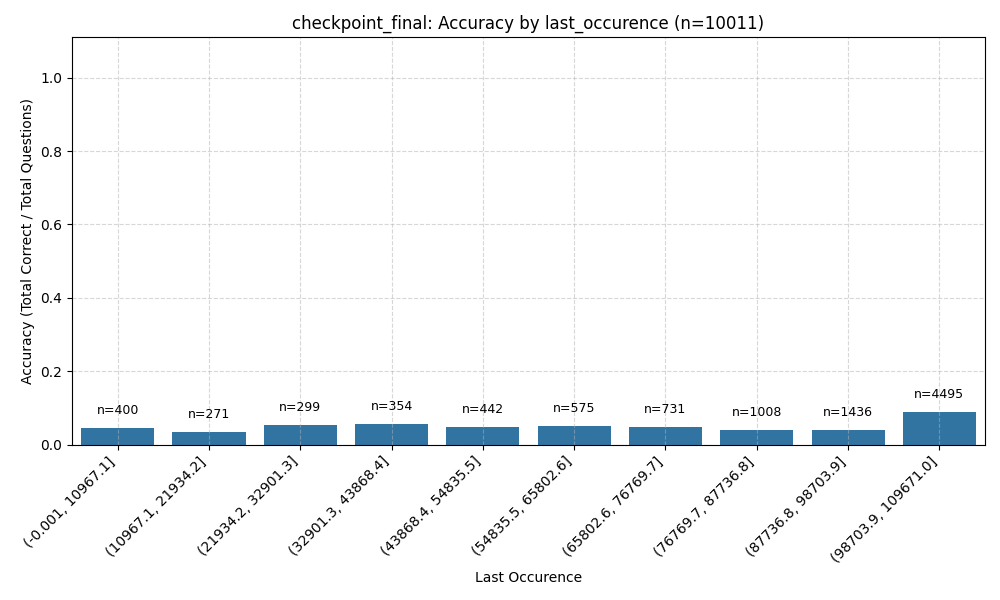 checkpoint_final: Accuracy by last_occurence (n=10011)
Accuracy (Total Correct / Total Questions)
1.0
0.8
0.6
0.4
0.2
0.0
n=400
n=271
n=299
n=354
n=442
n=575
n=731
n=1008
n=1436
n=4495
(-0.001, 10967.1]
(10967.1, 21934.2]
(21934.2, 32901.3]
(32901.3, 43868.4]
(43868.4, 54835.5]
(54835.5, 65802.6]
(65802.6, 76769.7]
(76769.7, 87736.8]
(87736.8, 98703.9]
(98703.9, 109671.0]
Last Occurence